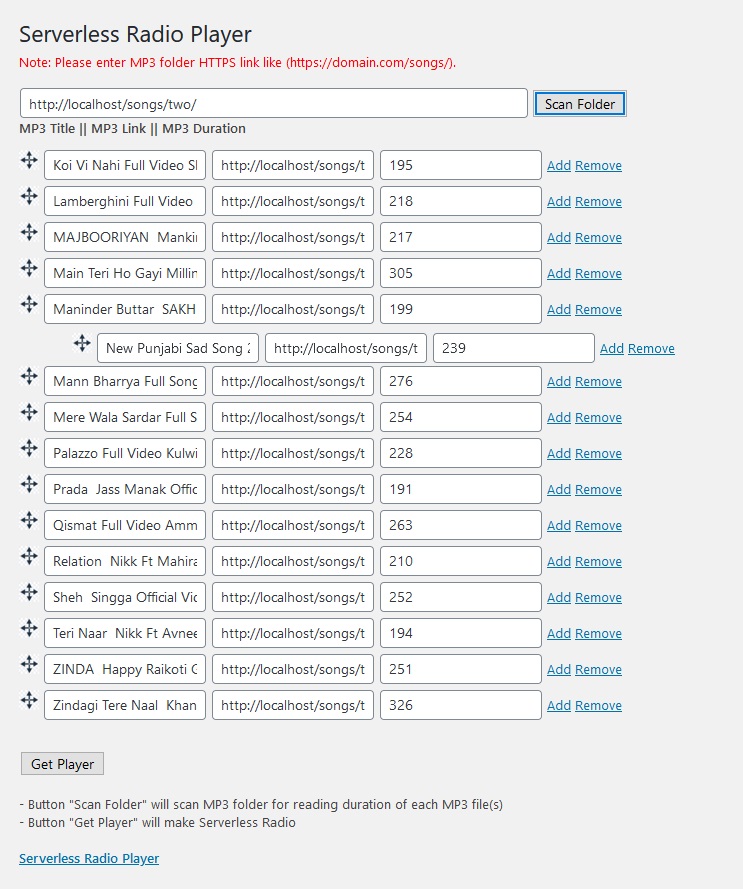 Serverless Radio Player
Note: Please enter MP3 folder HTTPS link like (https://domain.com/songs/).
http://localhost/songs/two/ Scan Folder
MP3 Title || MP3 Link || MP3 Duration
Koi Vi Nahi Full Video http://localhost/songs/t 195 Add Remove
Lamberghini Full Video http://localhost/songs/t 218 Add Remove
MAJBOORIYAN Manki http://localhost/songs/t 217 Add Remove
Main Teri Ho Gayi Millin http://localhost/songs/t 305 Add Remove
Maninder Buttar SAKH http://localhost/songs/t 199 Add Remove
New Punjabi Sad Song 2 http://localhost/songs/t 239 Add Remove
Mann Bharrya Full Song http://localhost/songs/t 276 Add Remove
Mere Wala Sardar Full S http://localhost/songs/t 254 Add Remove
Palazzo Full Video Kulwi http://localhost/songs/t 228 Add Remove
Prada Jass Manak Offic http://localhost/songs/t 191 Add Remove
Qismat Full Video Amm http://localhost/songs/t 263 Add Remove
Relation Nikk Ft Mahira http://localhost/songs/t 210 Add Remove
Sheh Singga Official Vid http://localhost/songs/t 252 Add Remove
Teri Naar Nikk Ft Avnee http://localhost/songs/t 194 Add Remove
ZINDA Happy Raikoti http://localhost/songs/t 251 Add Remove
Zindagi Tere Naal Khan http://localhost/songs/t 326 Add Remove
Get Player
- Button "Scan Folder" will scan MP3 folder for reading duration of each MP3 file(s)
- Button "Get Player" will make Serverless Radio
Serverless Radio Player